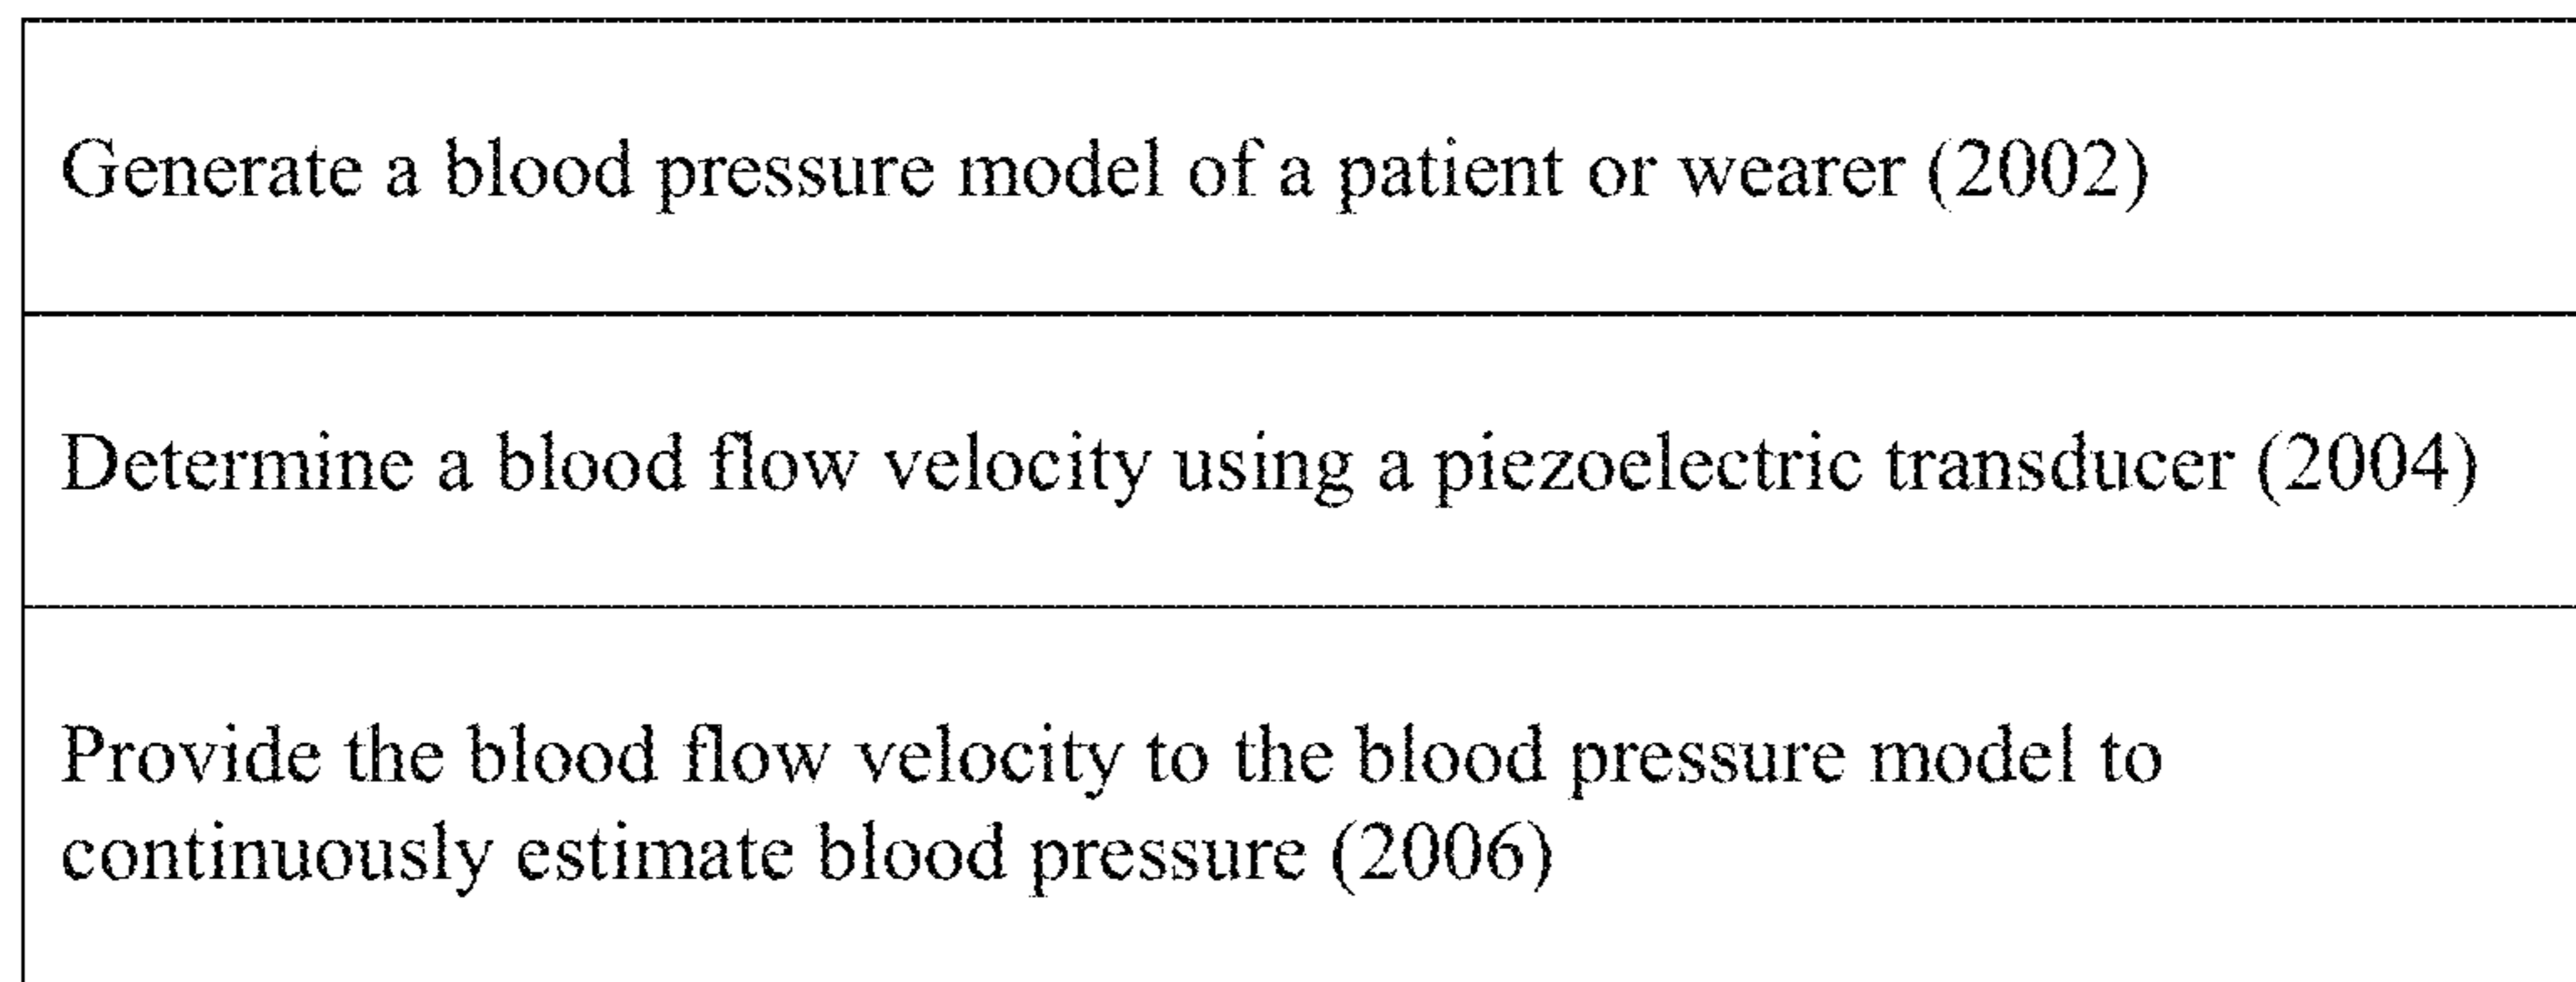 Generate a blood pressure model of a patient or wearer (2002)
Determine a blood flow velocity using a piezoelectric transducer (2004)
Provide the blood flow velocity to the blood pressure model to
continuously estimate blood pressure (2006)